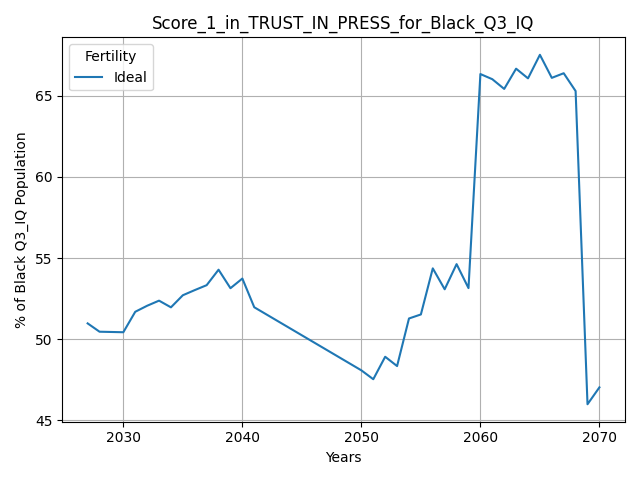 Score_1_in_TRUST_IN_PRESS_for_Black_Q3_IQ
Fertility
Ideal
% of Black Q3_IQ Population
65
60
55
50
45
2030 2040 2050 2060 2070
Years